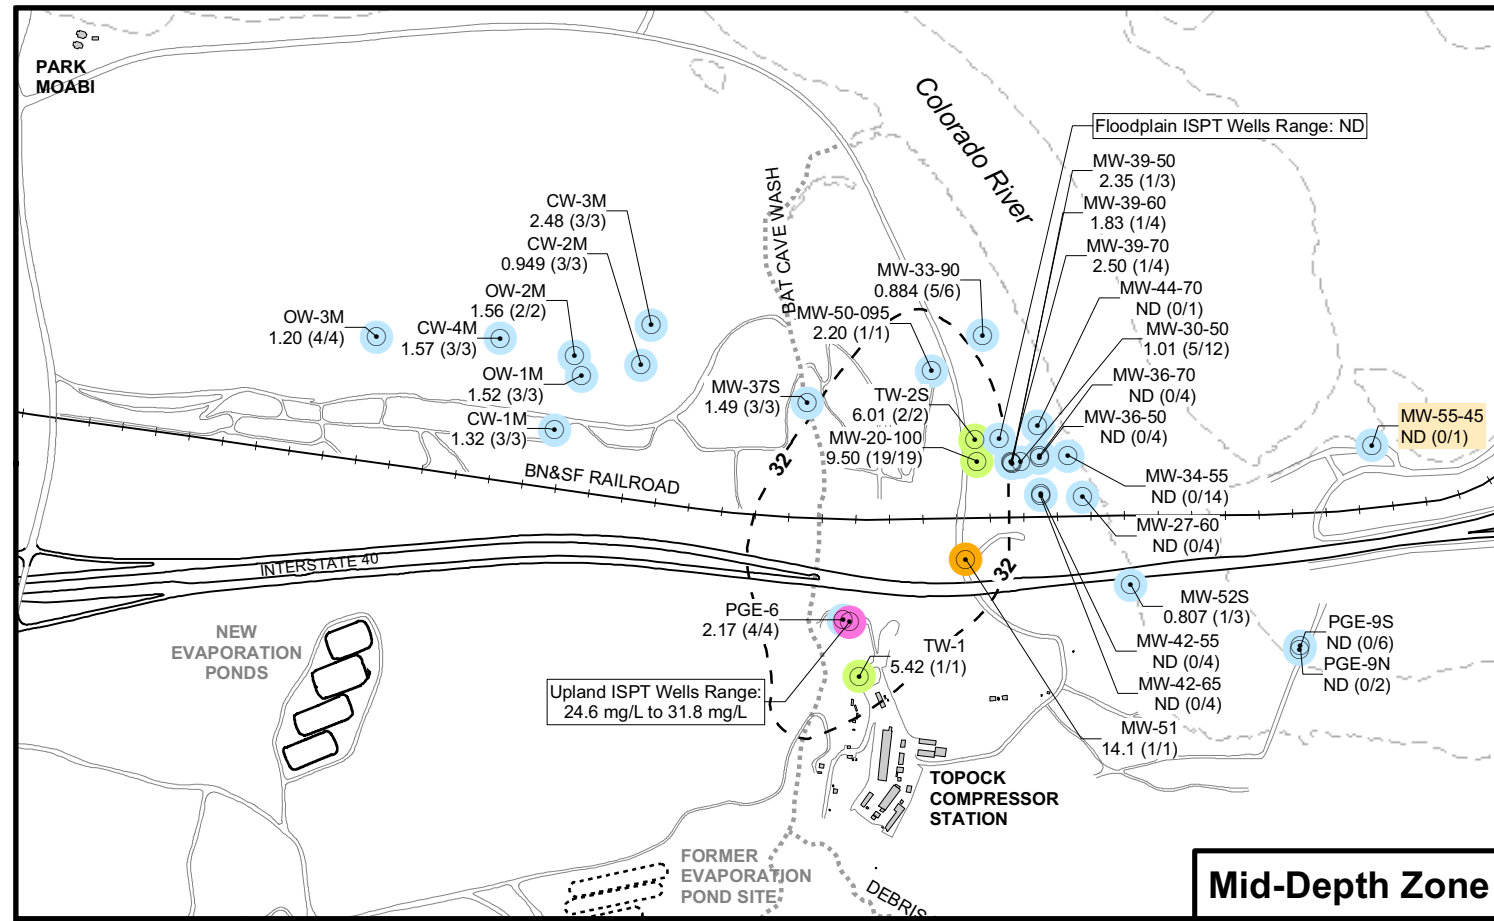 PARK
MOABI
Colorado River
Floodplain ISPT Wells Range: ND
MW-39-50
2.35 (1/3)
MW-39-60
1.83 (1/4)
MW-39-70
2.50 (1/4)
MW-44-70
ND (0/1)
MW-30-50
1.01 (5/12)
MW-36-70
ND (0/4)
MW-36-50
ND (0/4)
MW-55-45
ND (0/1)
MW-34-55
ND (0/14)
MW-27-60
ND (0/4)
MW-52S
0.807 (1/3)
MW-42-55
ND (0/4)
MW-42-65
ND (0/4)
MW-51
14.1 (1/1)
PGE-9S
ND (0/6)
PGE-9N
ND (0/2)
CW-3M
2.48 (3/3)
CW-2M
0.949 (3/3)
OW-2M
1.56 (2/2)
OW-3M
1.20 (4/4)
CW-4M
1.57 (3/3)
OW-1M
1.52 (3/3)
CW-1M
1.32 (3/3)
BAT CAVE WASH
MW-33-90
0.884 (5/6)
MW-50-095
2.20 (1/1)
MW-37S
1.49 (3/3)
TW-2S
6.01 (2/2)
MW-20-100
9.50 (19/19)
32
32
BN&SF RAILROAD
INTERSTATE 40
PGE-6
2.17 (4/4)
TW-1
5.42 (1/1)
Upland ISPT Wells Range:
24.6 mg/L to 31.8 mg/L
NEW
EVAPORATION
PONDS
TOPOCK
COMPRESSOR
STATION
FORMER
EVAPORATION
POND SITE
DEBRIS
Mid-Depth Zone